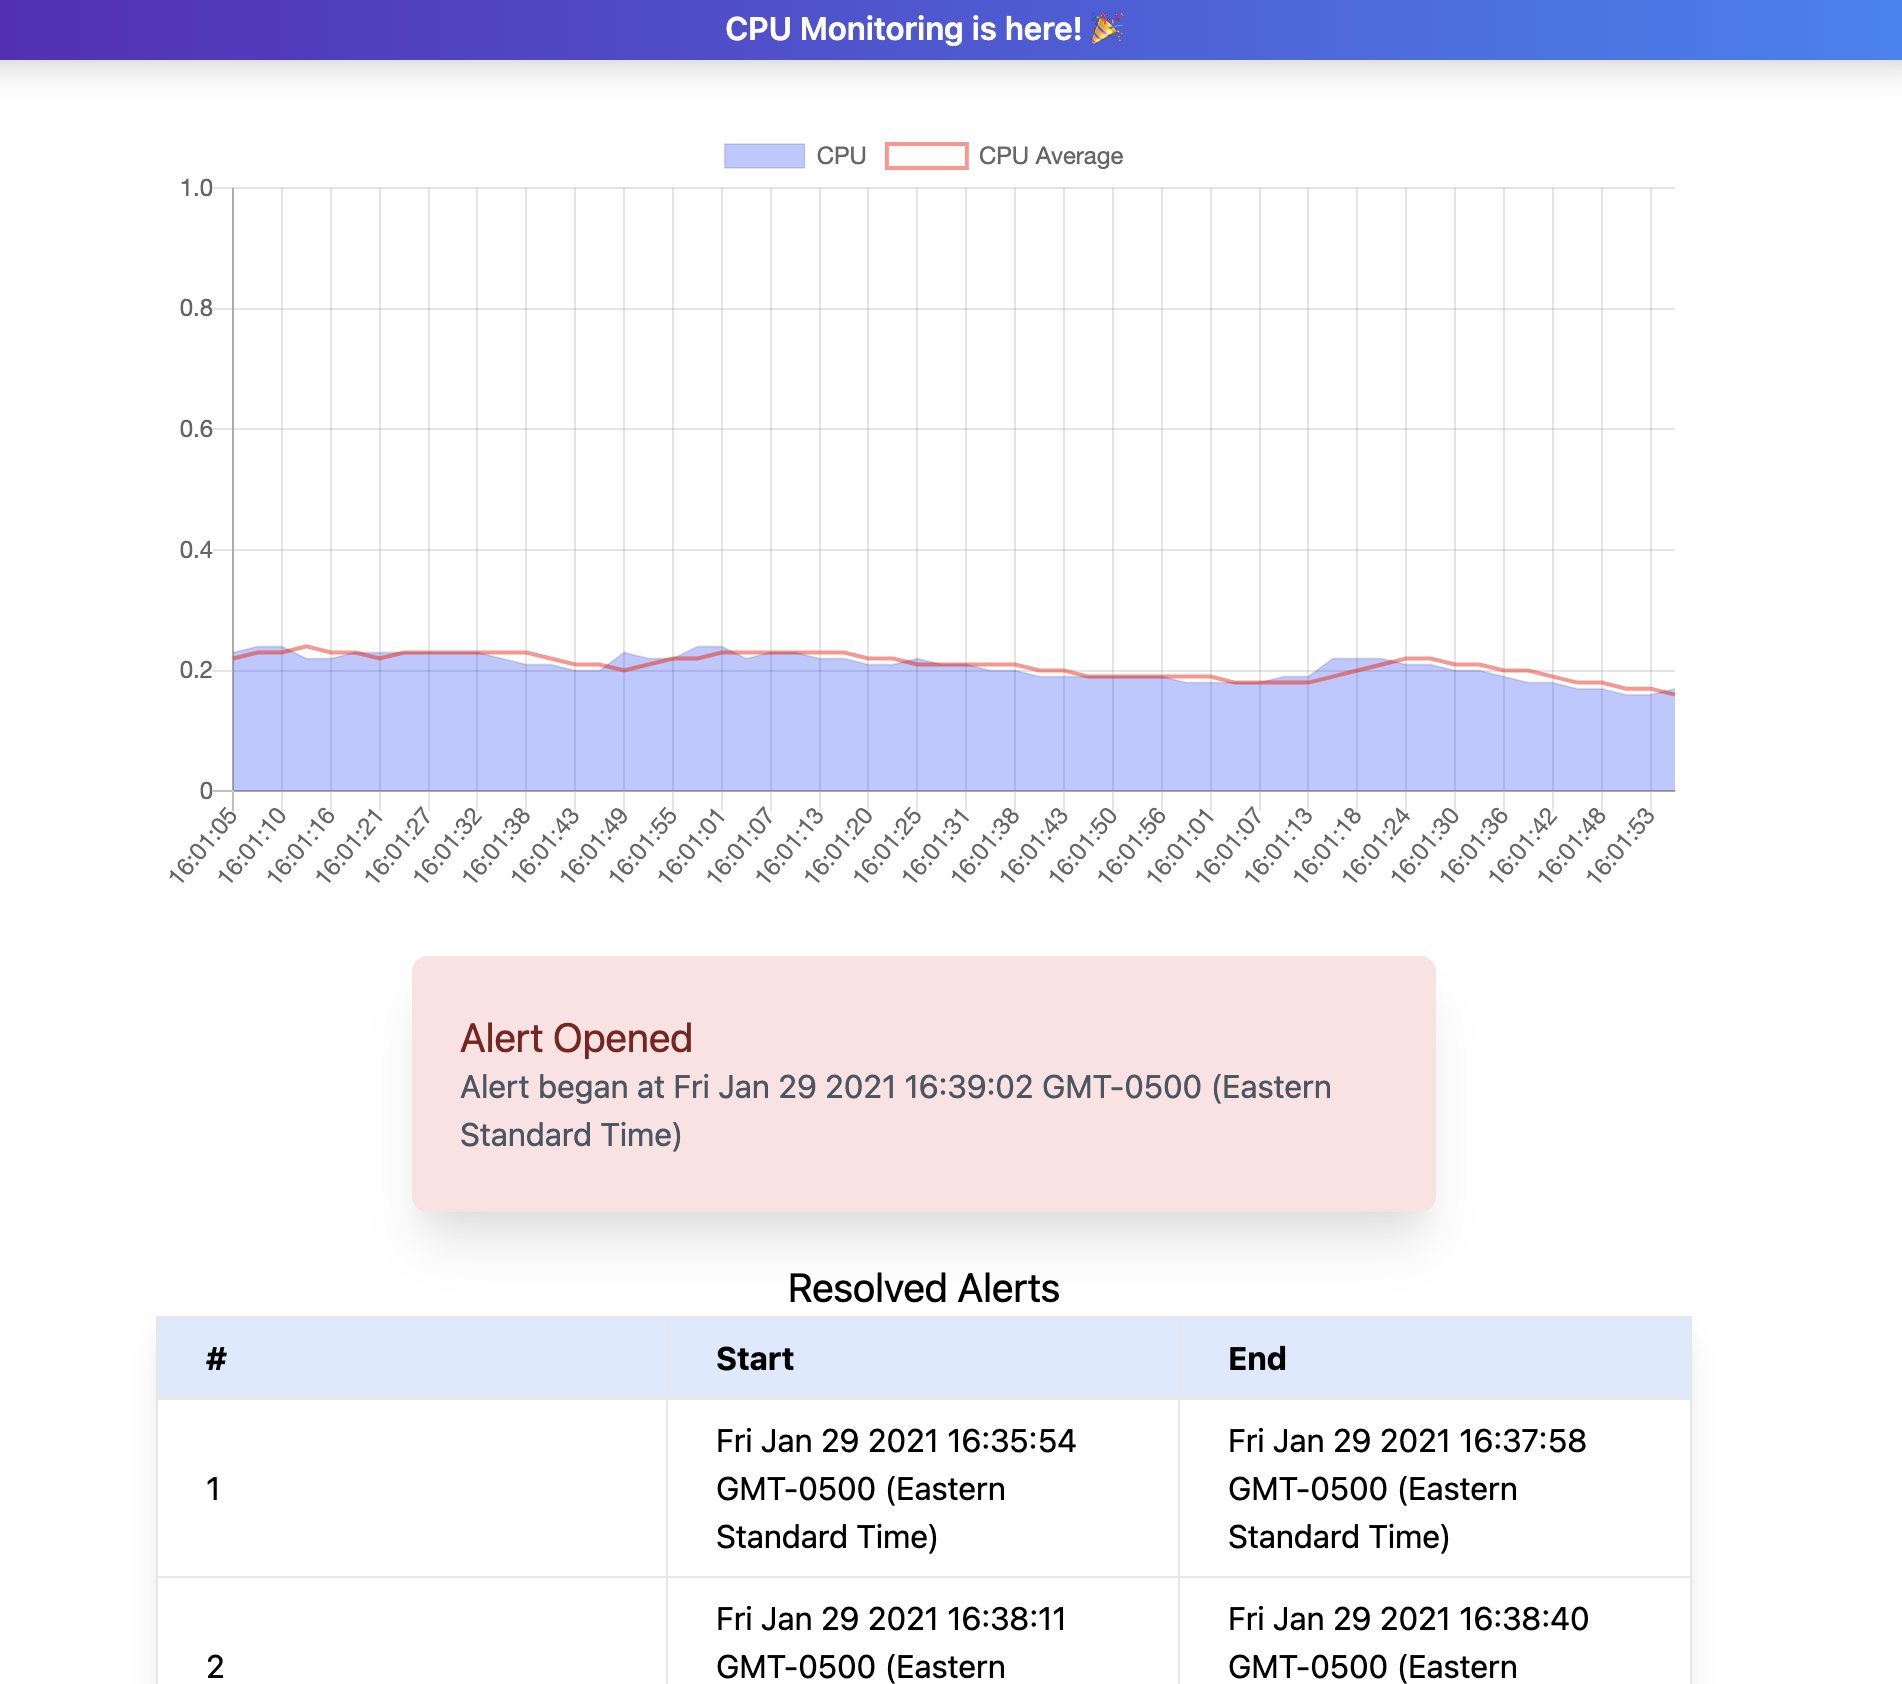 CPU Monitoring is here! 🎉
CPU CPU Average
1.0
0.8
0.6
0.4
0.2
0
16:01:05 16:01:10 16:01:16 16:01:21 16:01:27 16:01:32 16:01:38 16:01:43 16:01:49 16:01:55 16:01:01 16:01:07 16:01:13 16:01:20 16:01:25 16:01:31 16:01:38 16:01:43 16:01:50 16:01:56 16:01:01 16:01:07 16:01:13 16:01:18 16:01:24 16:01:30 16:01:36 16:01:42 16:01:48 16:01:53
Alert Opened
Alert began at Fri Jan 29 2021 16:39:02 GMT-0500 (Eastern
Standard Time)
Resolved Alerts
# Start End
1
Fri Jan 29 2021 16:35:54
GMT-0500 (Eastern
Standard Time)
Fri Jan 29 2021 16:37:58
GMT-0500 (Eastern
Standard Time)
2
Fri Jan 29 2021 16:38:11
GMT-0500 (Eastern
Fri Jan 29 2021 16:38:40
GMT-0500 (Eastern